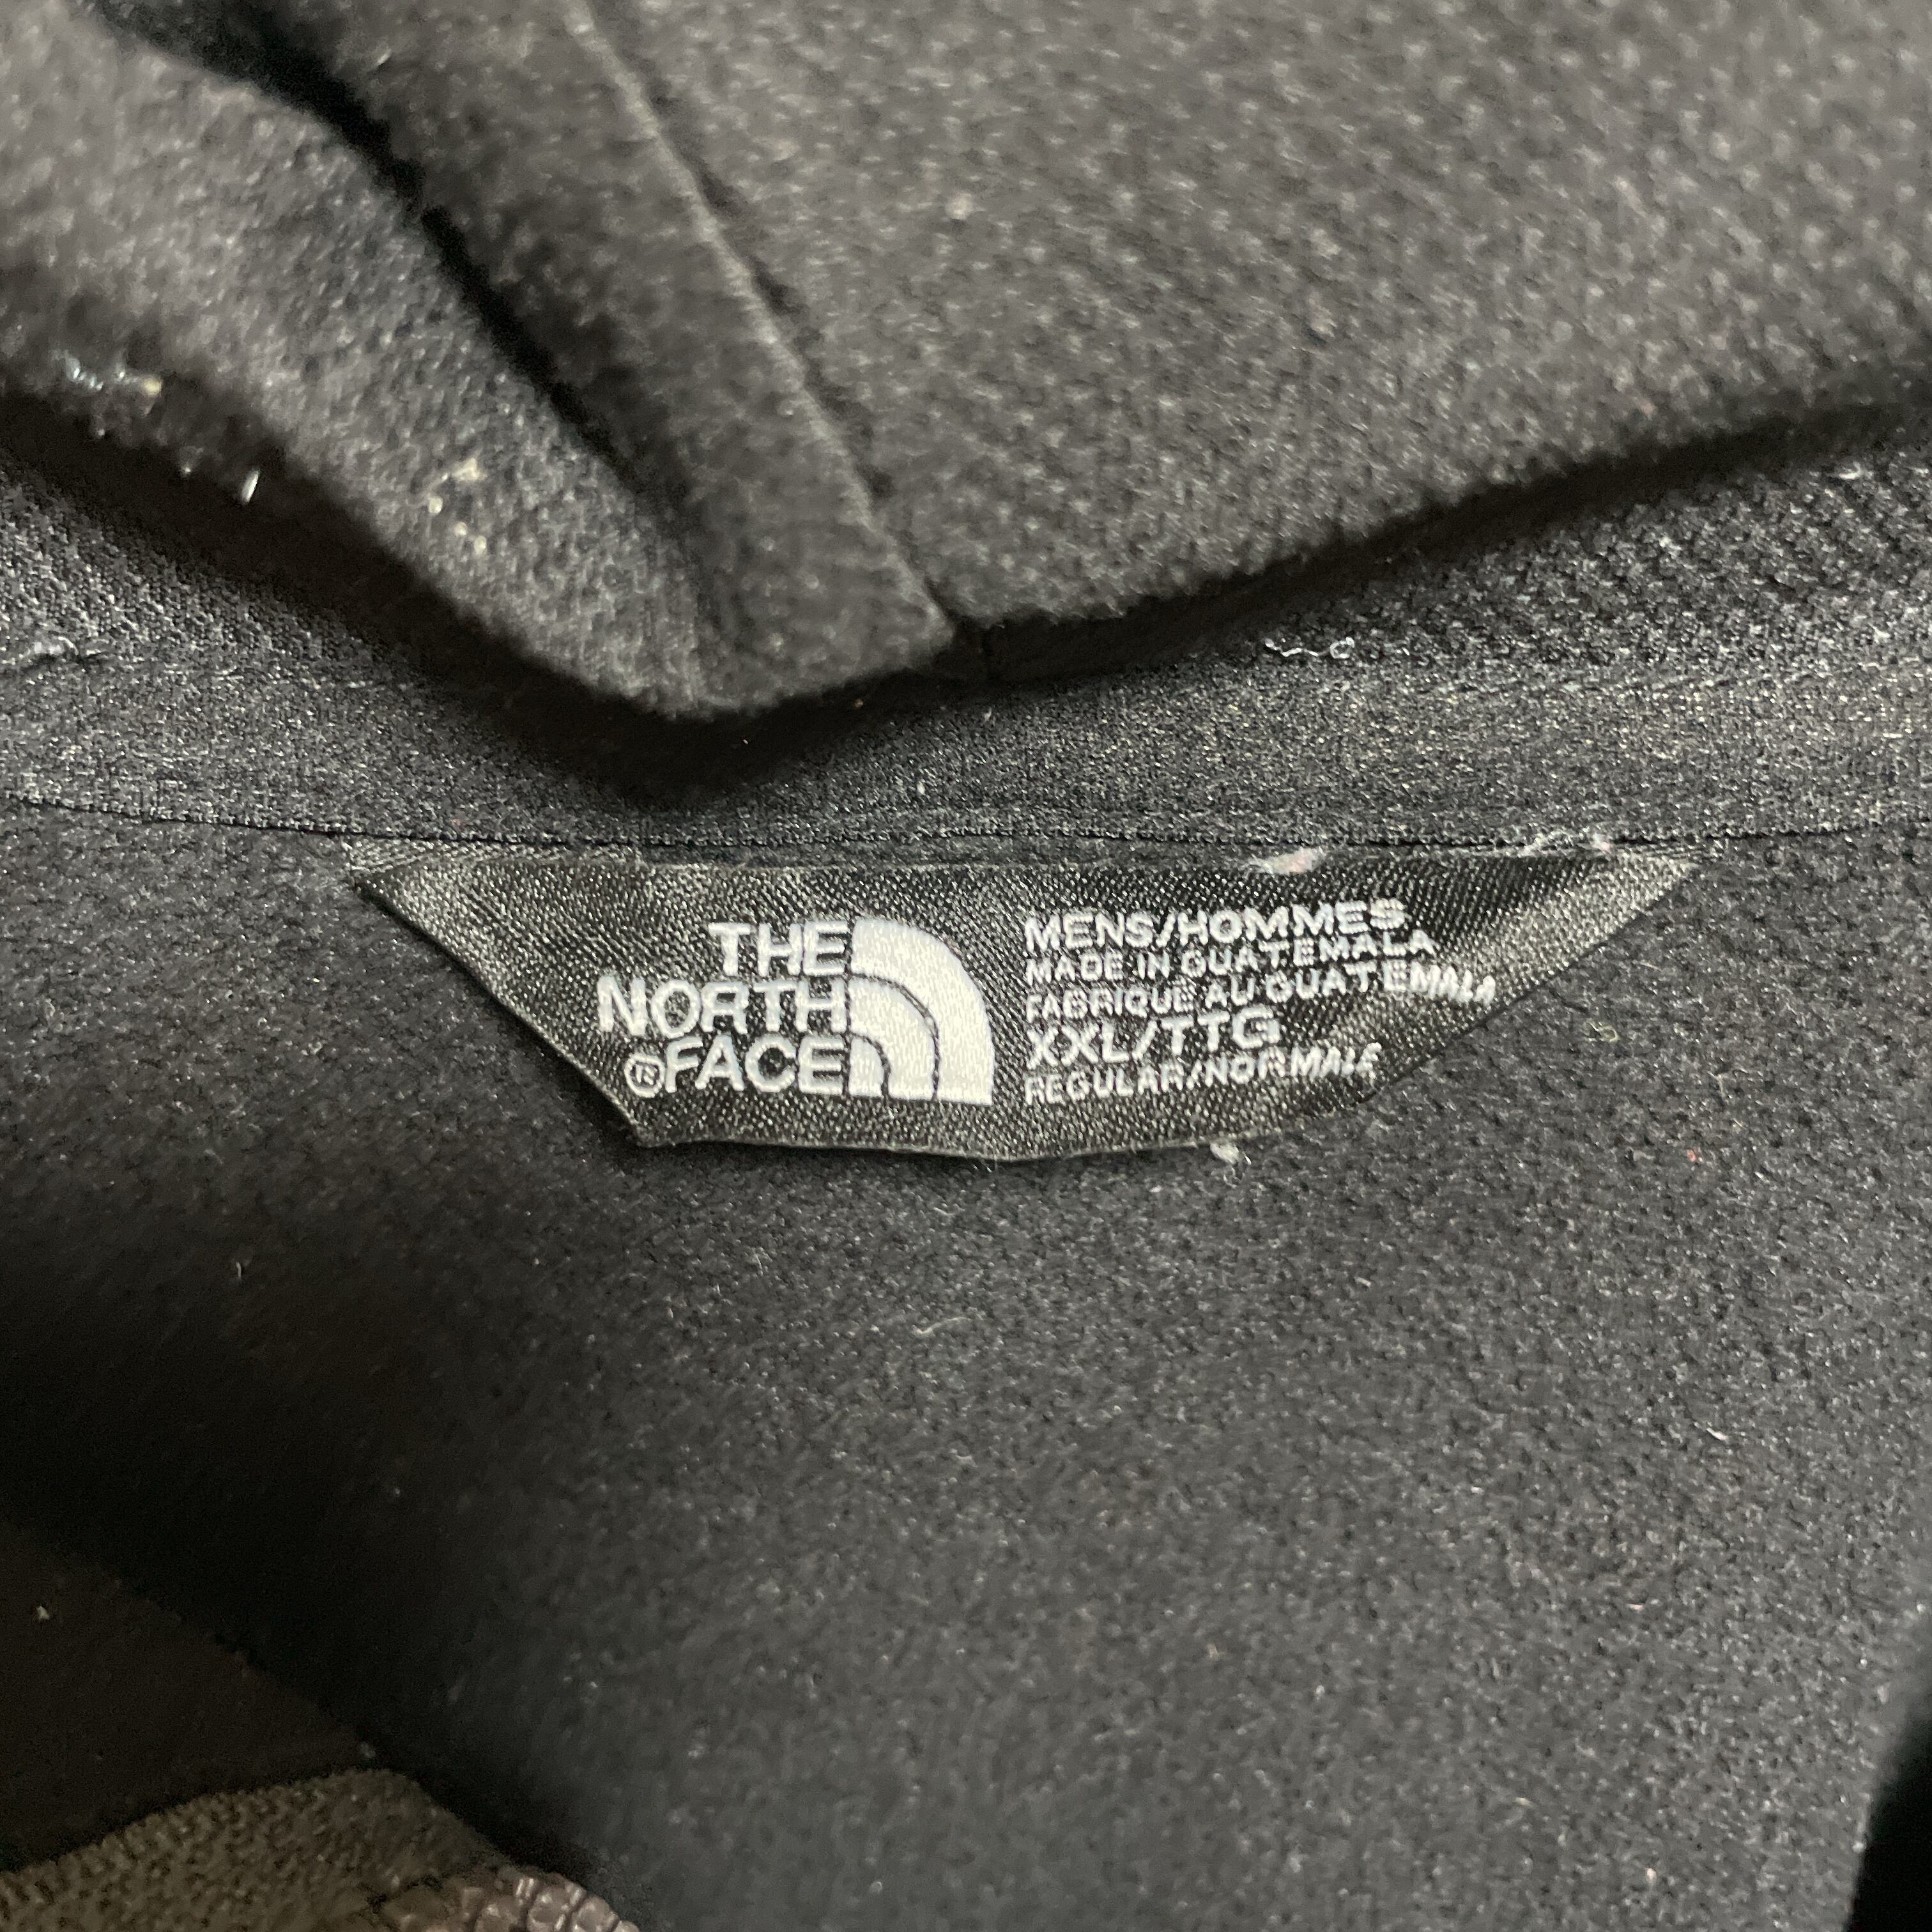 THE
NORTH
®FACE
MENS/HOMMES
MADE IN GUATEMALA
FABRIQUE AU GUATEMALA
XXL/TTG
REGULAR/NORMALE